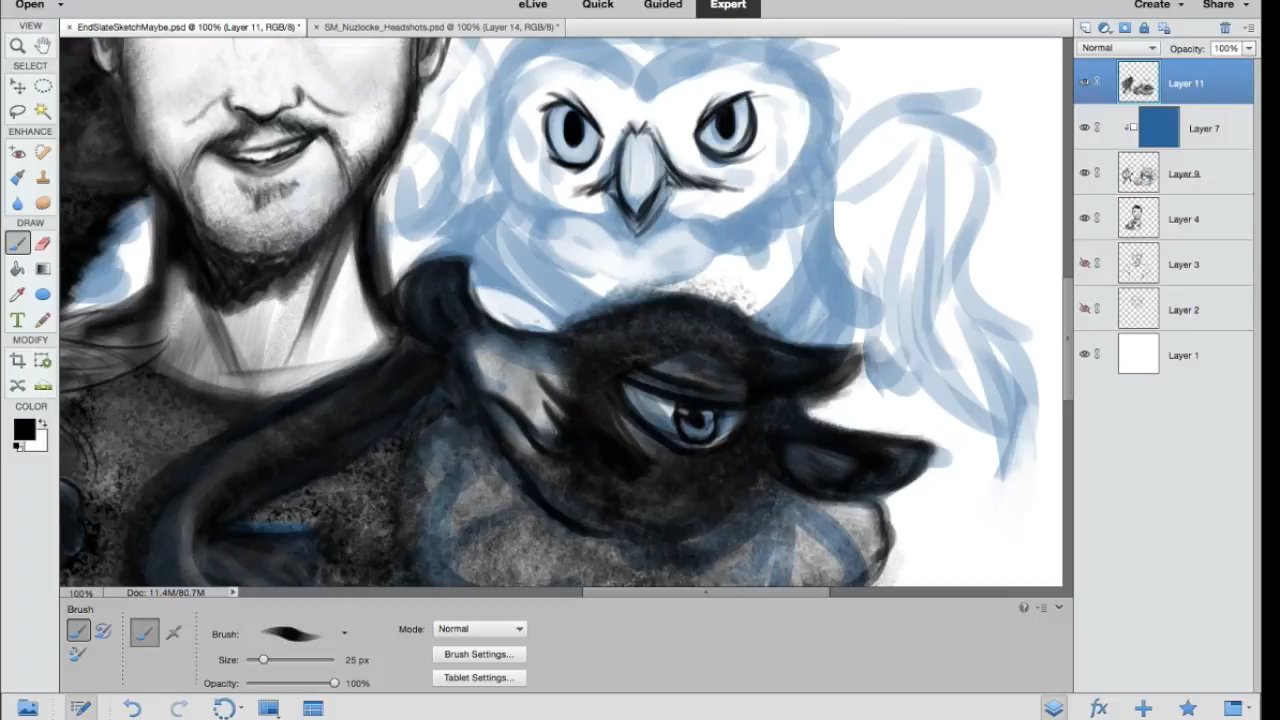 Open
eLive Quick Guided Expert
Create Share
VIEW
× EndSlateSketchMaybe.psd @ 100% (Layer 11, RGB/8) *
× SM_Nuzlocke_Headshots.psd @ 100% (Layer 14, RGB/8) *
SELECT
ENHANCE
DRAW
T
MODIFY
COLOR
Normal Opacity: 100%
Layer 11
Layer 7
Layer 9
Layer 4
Layer 3
Layer 2
Layer 1
100% Doc: 11.4M/80.7M
Brush
Brush:
Size: 25 px
Opacity: 100%
Mode: Normal
Brush Settings...
Tablet Settings...
fx